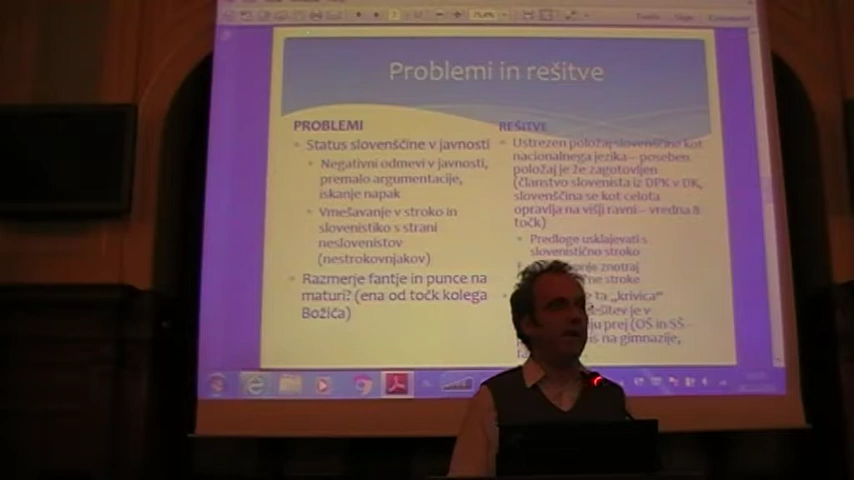 Problemi in rešitve
PROBLEMI
Status slovenščine v javnosti
Negativni odmevi v javnosti,
premalo argumentacije,
iskanje napak
Vmešavanje v stroko in
slovenistiko s strani
neslovenistov
(nestrokovnjakov)
Razmerje fantje in punce na
maturi? (ena od točk kolega
Božiča)
REŠITVE
Ustrezen položaj slovenščine kot
nacionalnega jezika – poseben
položaj je že zagotovljen
(članstvo slovenista iz DPK v DK,
slovenščina se kot celota
opravlja na višji ravni – vredna 8
točk)
Predloge usklajevati s
slovenistično stroko
znotraj
stroke
ta „krivica“
je v
prej (OŠ in SŠ –
na gimnazije,